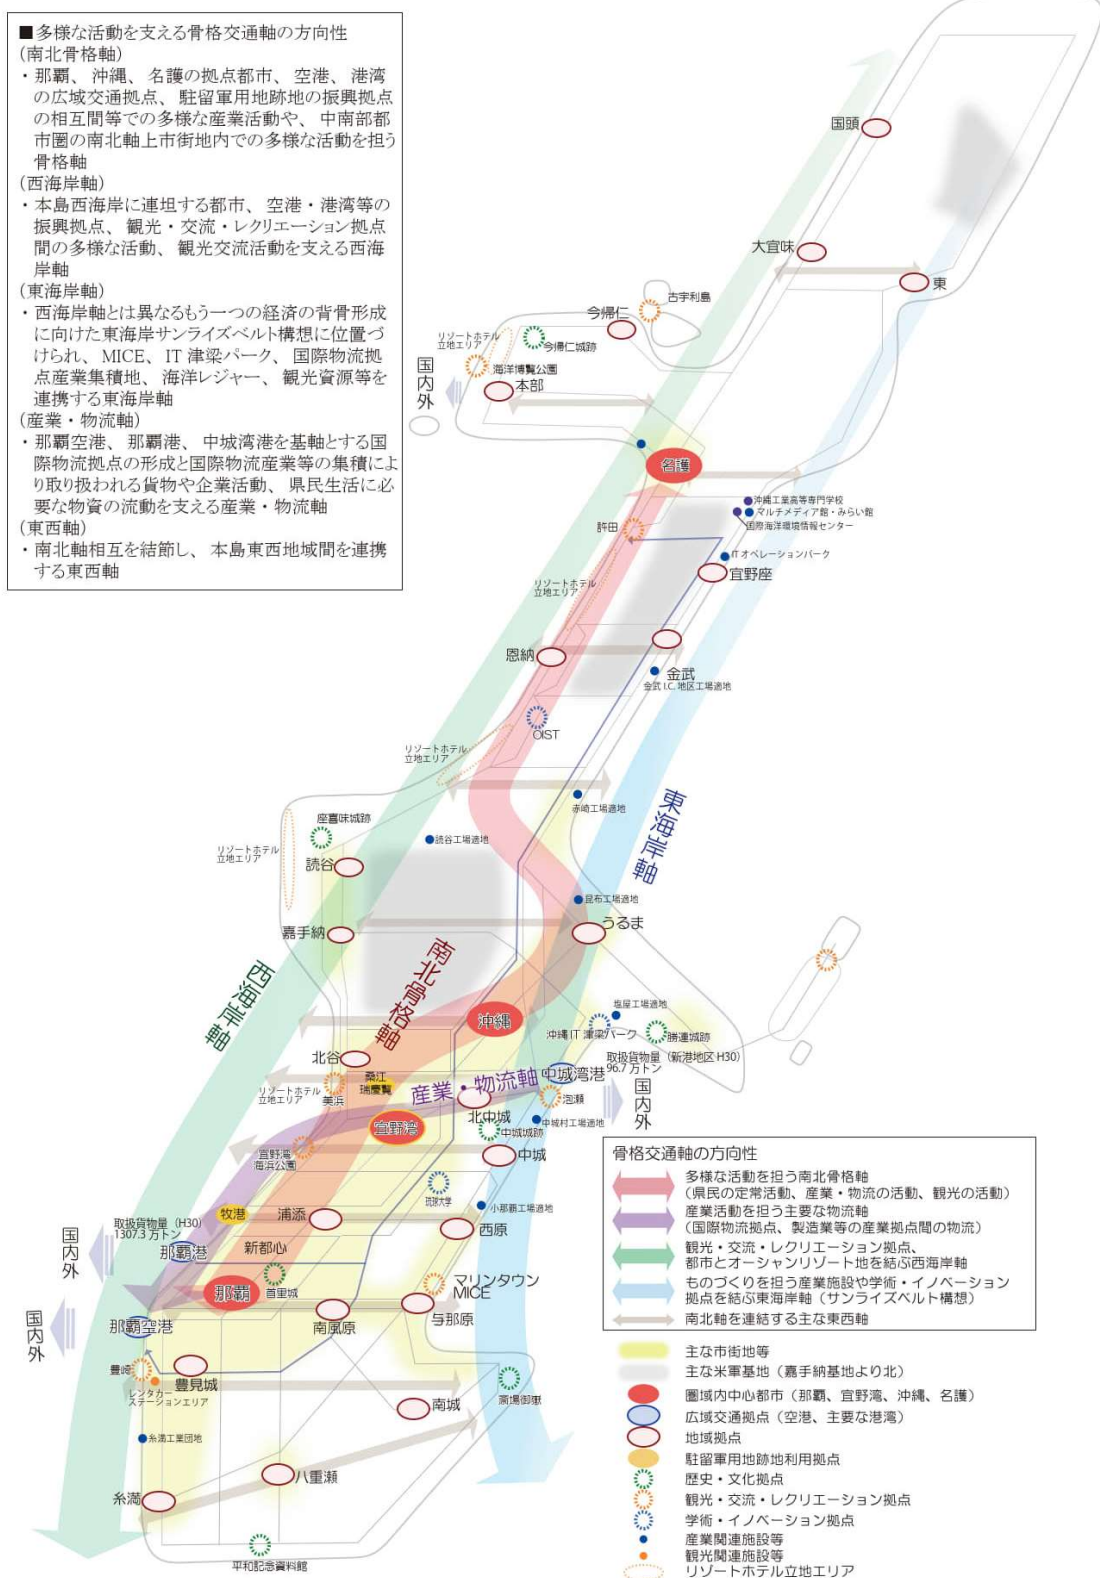 ■多様な活動を支える骨格交通軸の方向性
(南北骨格軸)
・那覇、沖縄、名護の拠点都市、空港、港湾
の広域交通拠点、駐留軍用地跡地の振興拠点
の相互間等での多様な産業活動や、中南部都
市圏の南北軸上市街地内での多様な活動を担う
骨格軸
(西海岸軸)
・本島西海岸に連坦する都市、空港・港湾等の
振興拠点、観光・交流・レクリエーション拠点
間の多様な活動、観光交流活動を支える西海
岸軸
(東海岸軸)
・西海岸軸とは異なるもう一つの経済の背骨形成
に向けた東海岸サンライズベルト構想に位置づ
けられ、MICE、IT 津梁パーク、国際物流拠
点産業集積地、海洋レジャー、観光資源等を
連携する東海岸軸
(産業・物流軸)
・那覇空港、那覇港、中城湾港を基軸とする国
際物流拠点の形成と国際物流産業等の集積によ
り取り扱われる貨物や企業活動、県民生活に必
要な物資の流動を支える産業・物流軸
(東西軸)
・南北軸相互を結節し、本島東西地域間を連携
する東西軸
国頭
大宜味
東
古宇利島
今帰仁
リゾートホテル
立地エリア
今帰仁城跡
海洋博覧公園
国内外
本部
名護
沖縄工業高等専門学校
マルチメディア館・みらい館
国際海洋環境情報センター
許田
ITオペレーションパーク
宜野座
リゾートホテル
立地エリア
恩納
金武
金武I.C.地区工場適地
OIST
リゾートホテル
立地エリア
東海岸軸
赤崎工場適地
座喜味城跡
読谷工場適地
リゾートホテル
立地エリア
読谷
昆布工場適地
うるま
嘉手納
南北骨格軸
西海岸軸
沖縄
塩屋工場適地
沖縄IT 津梁パーク
勝連城跡
北谷
取扱貨物量（新港地区H30）
96.7万トン
中城湾港
桑江
瑞慶覧
産業・物流軸
リゾートホテル
立地エリア
美浜
泡瀬
国内外
北中城
宜野湾
中城村工場適地
中城城跡
宜野湾
海浜公園
中城
琉球大学
小那覇工場適地
牧港
浦添
西原
取扱貨物量（H30）
1307.3万トン
那覇港
新都心
国内外
那覇
首里城
マリンタウン
MICE
与那原
南風原
国内外
那覇空港
豊崎
豊見城
レンタカー
ステーションエリア
南城
斎場御嶽
糸満工業団地
八重瀬
糸満
平和記念資料館
骨格交通軸の方向性
多様な活動を担う南北骨格軸
（県民の定常活動、産業・物流の活動、観光の活動）
産業活動を担う主要な物流軸
（国際物流拠点、製造業等の産業拠点間の物流）
観光・交流・レクリエーション拠点、
都市とオーシャンリゾート地を結ぶ西海岸軸
ものづくりを担う産業施設や学術・イノベーション
拠点を結ぶ東海岸軸（サンライズベルト構想）
南北軸を連結する主な東西軸
主な市街地等
主な米軍基地（嘉手納基地より北）
圏域内中心都市（那覇、宜野湾、沖縄、名護）
広域交通拠点（空港、主要な港湾）
地域拠点
駐留軍用地跡地利用拠点
歴史・文化拠点
観光・交流・レクリエーション拠点
学術・イノベーション拠点
産業関連施設等
観光関連施設等
リゾートホテル立地エリア